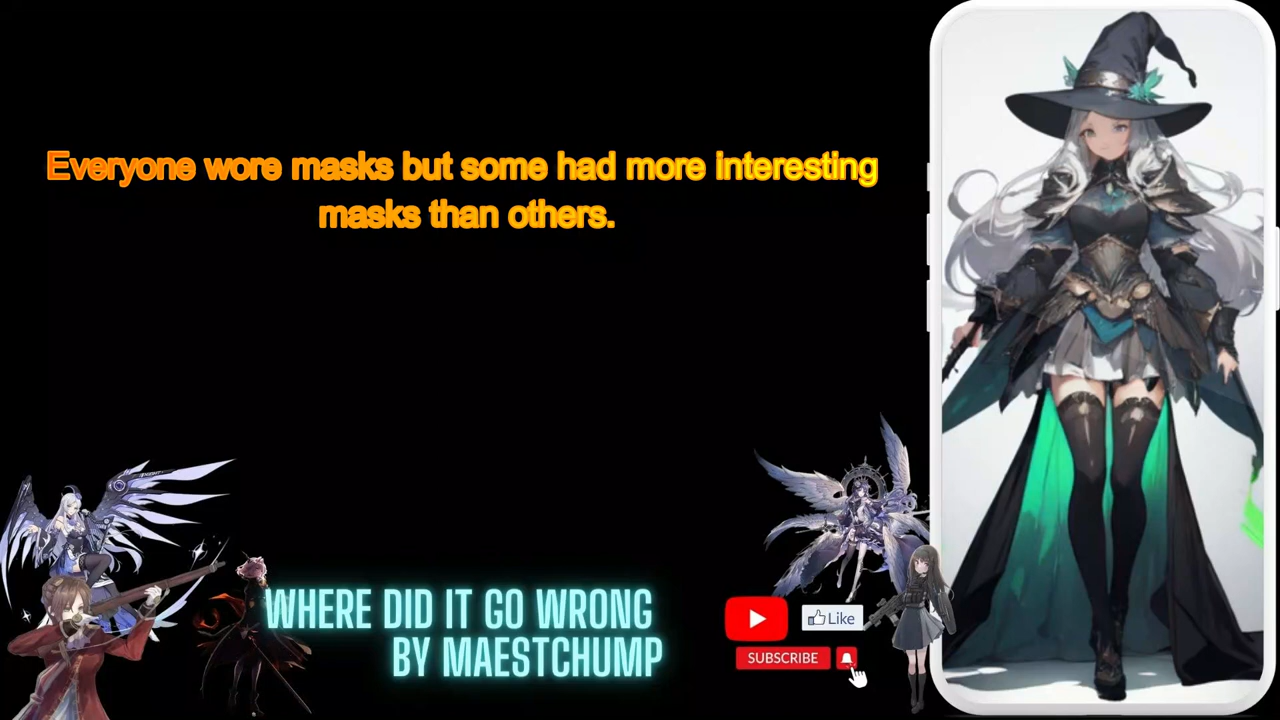 Everyone wore masks but some had more interesting
masks than others.
WHERE DID IT GO WRONG
BY MAESTCHUMP
Like
SUBSCRIBE